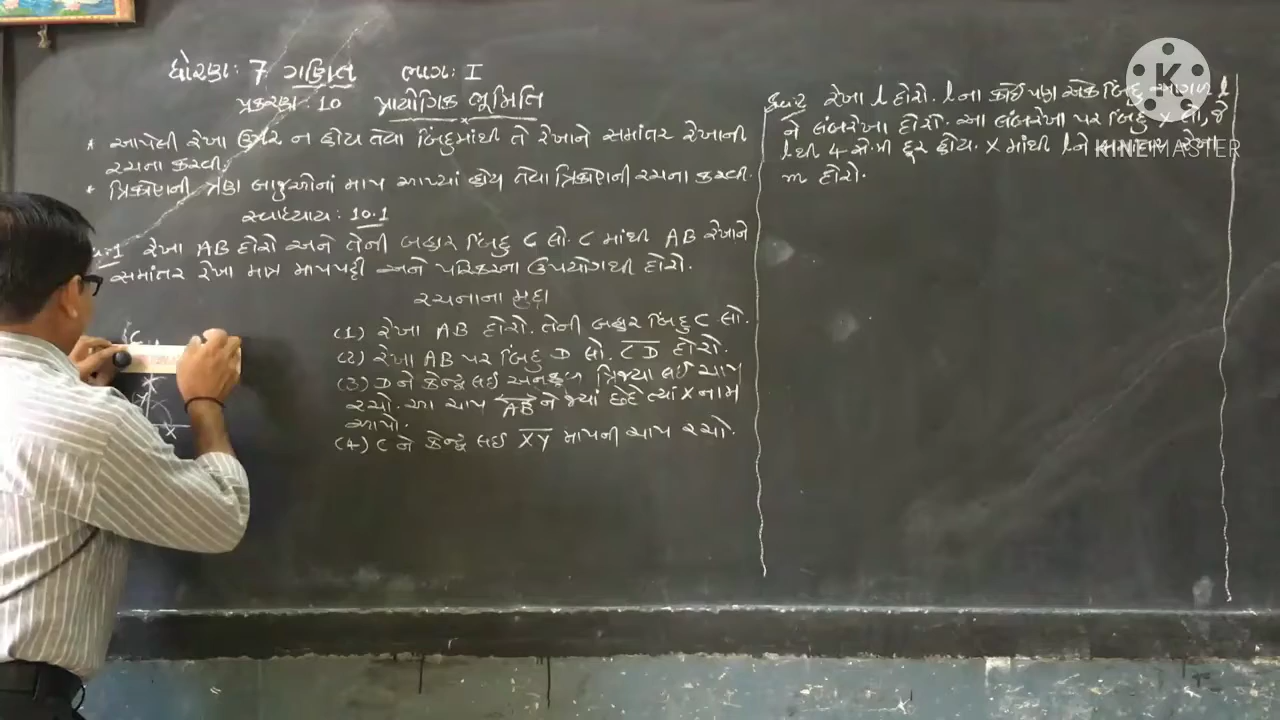 ધોરણ: 7 ગણિત ભાગ: I
પ્રકરણ: 10 પ્રાયોગિક ભૂમિતિ
* આપેલી રેખા ઉપર ન હોય તેવા બિંદુમાંથી તે રેખાને સમાંતર રેખાની
રચના કરવી.
* ત્રિકોણની ત્રણ બાજુઓનાં માપ આપ્યાં હોય તેવા ત્રિકોણની રચના કરવી.
સ્વાધ્યાય: 10.1
1 રેખા AB દોરો અને તેની બહાર બિંદુ C લો. C માંથી AB રેખાને
સમાંતર રેખા માત્ર માપપટ્ટી અને પરિકરના ઉપયોગથી દોરો.
રચનાના મુદ્દા
(1) રેખા AB દોરો. તેની બહાર બિંદુ C લો.
(2) રેખા AB પર બિંદુ D લો. CD દોરો.
(3) D ને કેન્દ્ર લઈ અનુકૂળ ત્રિજ્યા લઈ ચાપ
રચો. આ ચાપ AB ને જ્યાં છેદે ત્યાં X નામ
આપો.
(4) C ને કેન્દ્ર લઈ XY માપની ચાપ રચો.
C
X
રેખા l દોરો. l ના કોઈ પણ એક બિંદુ આગળ l
ને લંબરેખા દોરો. આ લંબરેખા પર બિંદુ X લો, જે
l થી 4 સે.મી દૂર હોય. X માંથી l ને સમાંતર રેખા
m દોરો.
K
KINEMASTER